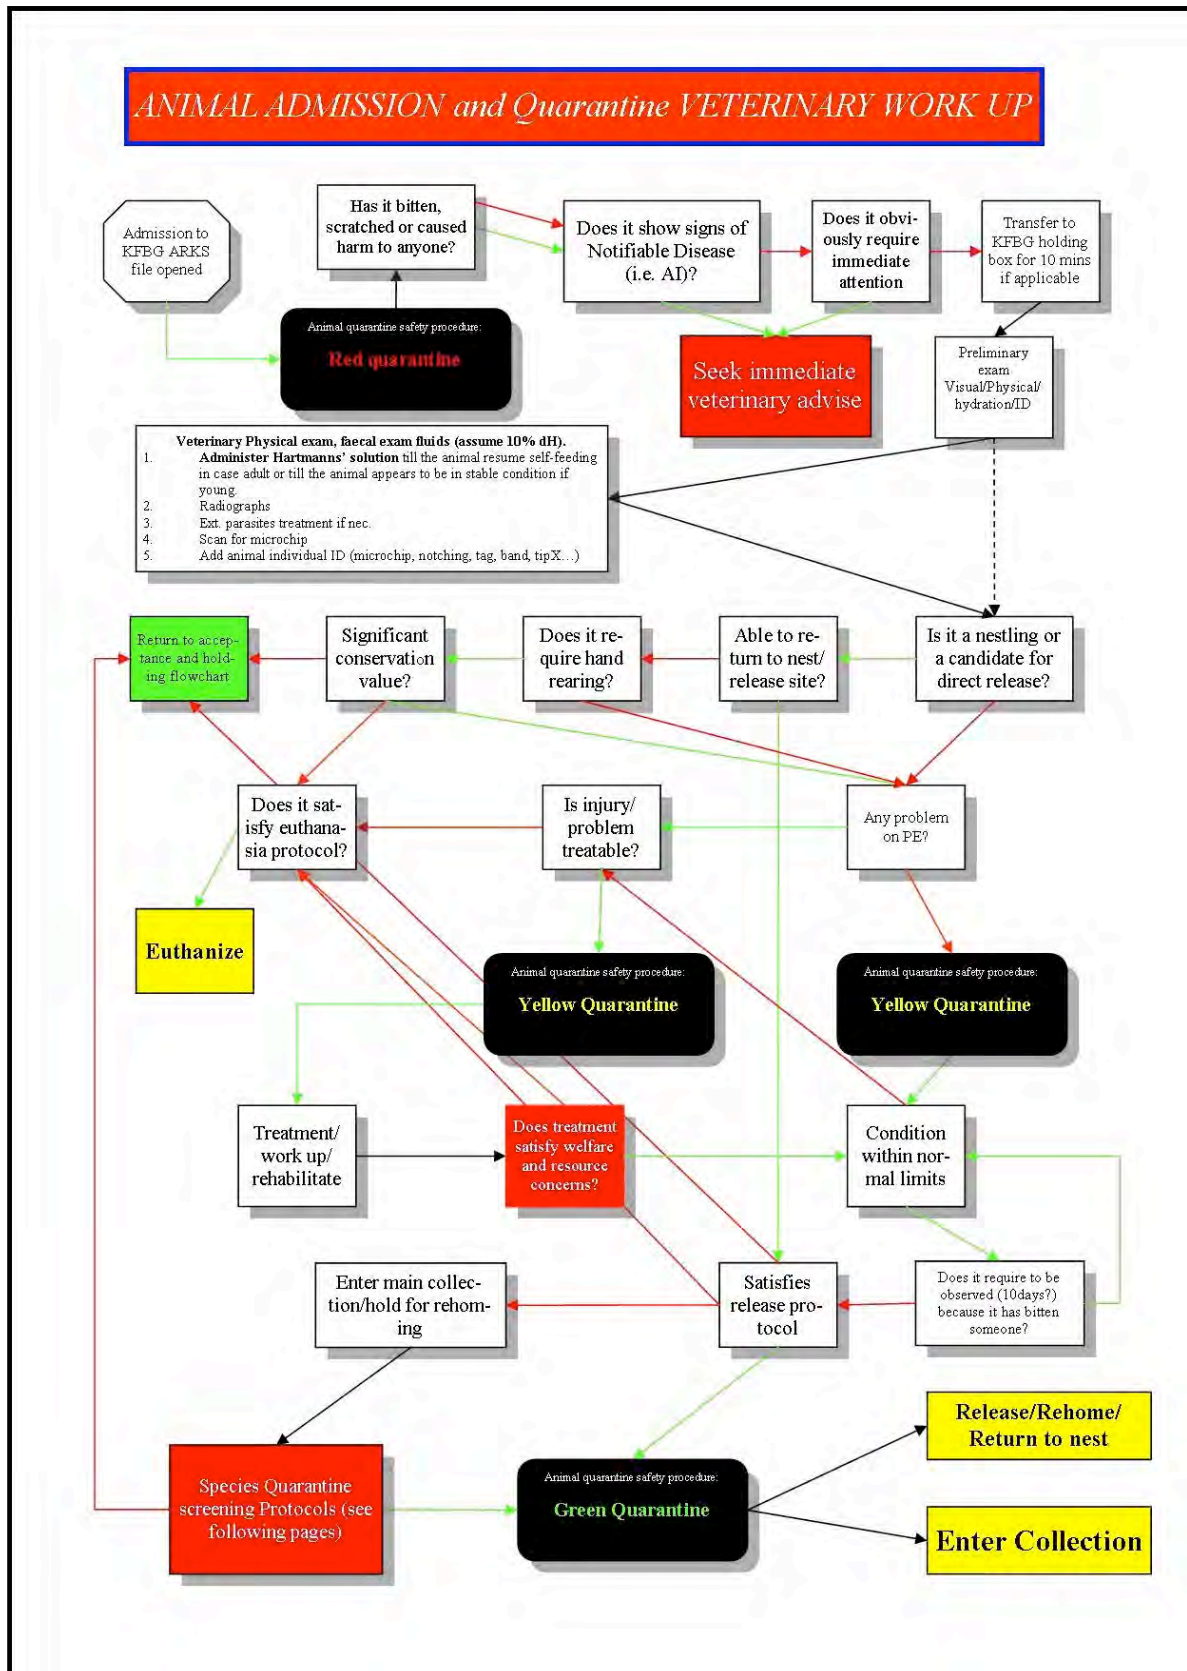 ANIMAL ADMISSION and Quarantine VETERINARY WORK UP
Admission to
KFBG ARKS
file opened
Has it bitten,
scratched or caused
harm to anyone?
Does it show signs of
Notifiable Disease
(i.e. AI)?
Does it obvi-
ously require
immediate
attention
Transfer to
KFBG holding
box for 10 mins
if applicable
Animal quarantine safety procedure:
Red quarantine
Seek immediate
veterinary advise
Preliminary
exam
Visual/Physical/
hydration/ID
Veterinary Physical exam, faecal exam fluids (assume 10% dH).
1. Administer Hartmanns' solution till the animal resume self-feeding
in case adult or till the animal appears to be in stable condition if
young.
2. Radiographs
3. Ext. parasites treatment if nec.
4. Scan for microchip
5. Add animal individual ID (microchip, notching, tag, band, tipX…)
Return to accep-
tance and hold-
ing flowchart
Significant
conservation
value?
Does it re-
quire hand
rearing?
Able to re-
turn to nest/
release site?
Is it a nestling or
a candidate for
direct release?
Does it sat-
isfy euthana-
sia protocol?
Is injury/
problem
treatable?
Any problem
on PE?
Euthanize
Animal quarantine safety procedure:
Yellow Quarantine
Animal quarantine safety procedure:
Yellow Quarantine
Treatment/
work up/
rehabilitate
Does treatment
satisfy welfare
and resource
concerns?
Condition
within nor-
mal limits
Enter main collec-
tion/hold for rehom-
ing
Satisfies
release pro-
tocol
Does it require to be
observed (10days?)
because it has bitten
someone?
Species Quarantine
screening Protocols (see
following pages)
Animal quarantine safety procedure:
Green Quarantine
Release/Rehome/
Return to nest
Enter Collection